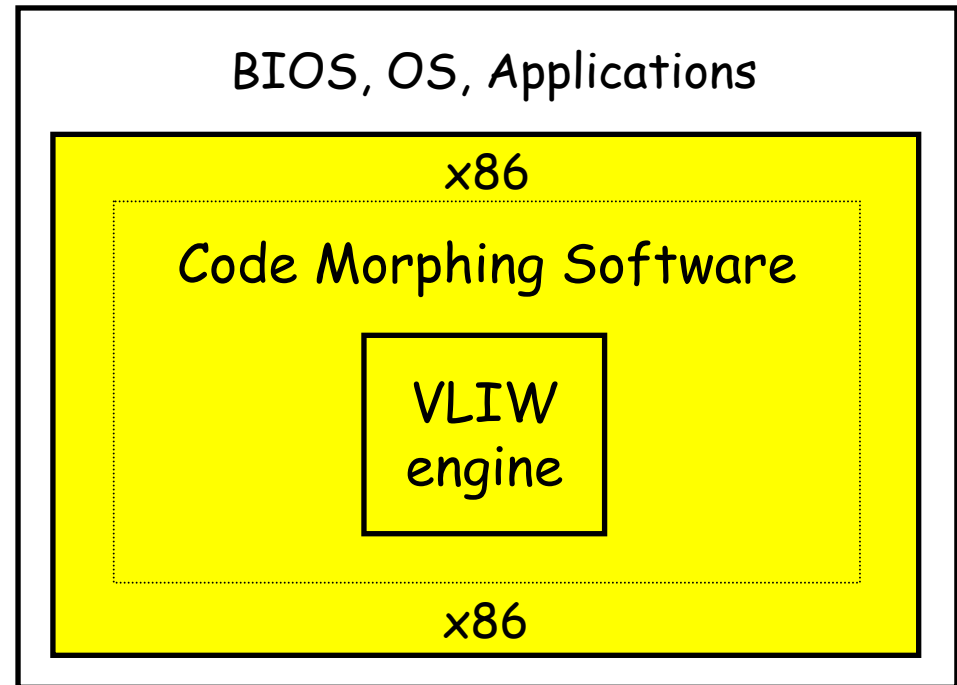 BIOS, OS, Applications
x86
Code Morphing Software
VLIW
engine
x86